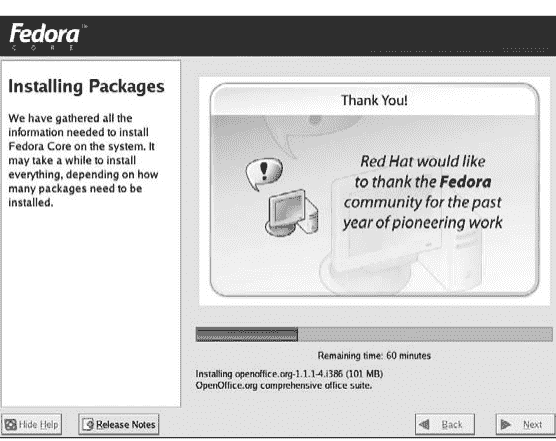 Fedora™
CORE
Installing Packages
We have gathered all the
information needed to install
Fedora Core on the system. It
may take a while to install
everything, depending on how
many packages need to be
installed.
Thank You!
!
Red Hat would like
to thank the Fedora
community for the past
year of pioneering work
Remaining time: 60 minutes
Installing openoffice.org-1.1.1-4.i386 (101 MB)
OpenOffice.org comprehensive office suite.
Hide Help
Release Notes
Back
Next